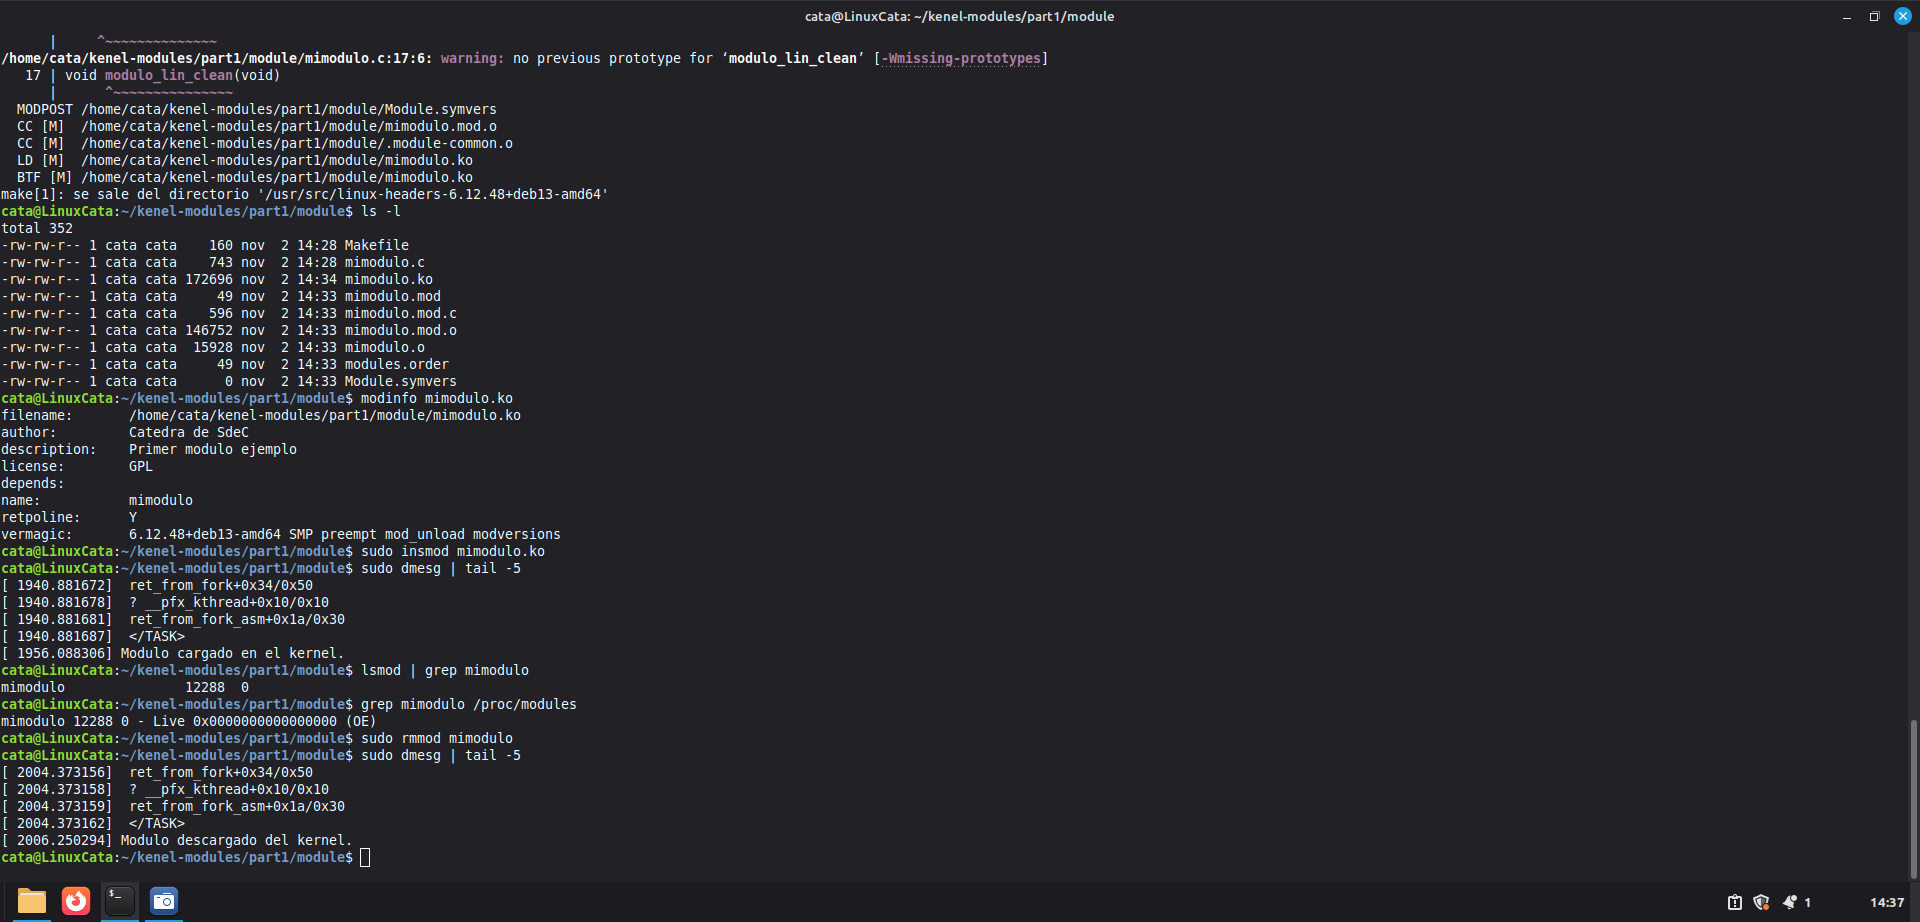 cata@LinuxCata: ~/kenel-modules/part1/module
      |     ^~~~~~~~~~~~~~~
/home/cata/kenel-modules/part1/module/mimodulo.c:17:6: warning: no previous prototype for ‘modulo_lin_clean’ [-Wmissing-prototypes]
   17 | void modulo_lin_clean(void)
      |      ^~~~~~~~~~~~~~~~
  MODPOST /home/cata/kenel-modules/part1/module/Module.symvers
  CC [M]  /home/cata/kenel-modules/part1/module/mimodulo.mod.o
  CC [M]  /home/cata/kenel-modules/part1/module/.module-common.o
  LD [M]  /home/cata/kenel-modules/part1/module/mimodulo.ko
  BTF [M] /home/cata/kenel-modules/part1/module/mimodulo.ko
make[1]: se sale del directorio '/usr/src/linux-headers-6.12.48+deb13-amd64'
cata@LinuxCata:~/kenel-modules/part1/module$ ls -l
total 352
-rw-rw-r-- 1 cata cata    160 nov  2 14:28 Makefile
-rw-rw-r-- 1 cata cata    743 nov  2 14:28 mimodulo.c
-rw-rw-r-- 1 cata cata 172696 nov  2 14:34 mimodulo.ko
-rw-rw-r-- 1 cata cata     49 nov  2 14:33 mimodulo.mod
-rw-rw-r-- 1 cata cata    596 nov  2 14:33 mimodulo.mod.c
-rw-rw-r-- 1 cata cata 146752 nov  2 14:33 mimodulo.mod.o
-rw-rw-r-- 1 cata cata  15928 nov  2 14:33 mimodulo.o
-rw-rw-r-- 1 cata cata     49 nov  2 14:33 modules.order
-rw-rw-r-- 1 cata cata      0 nov  2 14:33 Module.symvers
cata@LinuxCata:~/kenel-modules/part1/module$ modinfo mimodulo.ko
filename:       /home/cata/kenel-modules/part1/module/mimodulo.ko
author:         Catedra de SdeC
description:    Primer modulo ejemplo
license:        GPL
depends:
name:           mimodulo
retpoline:      Y
vermagic:       6.12.48+deb13-amd64 SMP preempt mod_unload modversions
cata@LinuxCata:~/kenel-modules/part1/module$ sudo insmod mimodulo.ko
cata@LinuxCata:~/kenel-modules/part1/module$ sudo dmesg | tail -5
[ 1940.881672]  ret_from_fork+0x34/0x50
[ 1940.881678]  ? __pfx_kthread+0x10/0x10
[ 1940.881681]  ret_from_fork_asm+0x1a/0x30
[ 1940.881687]  </TASK>
[ 1956.088306] Modulo cargado en el kernel.
cata@LinuxCata:~/kenel-modules/part1/module$ lsmod | grep mimodulo
mimodulo               12288  0
cata@LinuxCata:~/kenel-modules/part1/module$ grep mimodulo /proc/modules
mimodulo 12288 0 - Live 0x0000000000000000 (OE)
cata@LinuxCata:~/kenel-modules/part1/module$ sudo rmmod mimodulo
cata@LinuxCata:~/kenel-modules/part1/module$ sudo dmesg | tail -5
[ 2004.373156]  ret_from_fork+0x34/0x50
[ 2004.373158]  ? __pfx_kthread+0x10/0x10
[ 2004.373159]  ret_from_fork_asm+0x1a/0x30
[ 2004.373162]  </TASK>
[ 2006.250294] Modulo descargado del kernel.
cata@LinuxCata:~/kenel-modules/part1/module$
$_
1
14:37